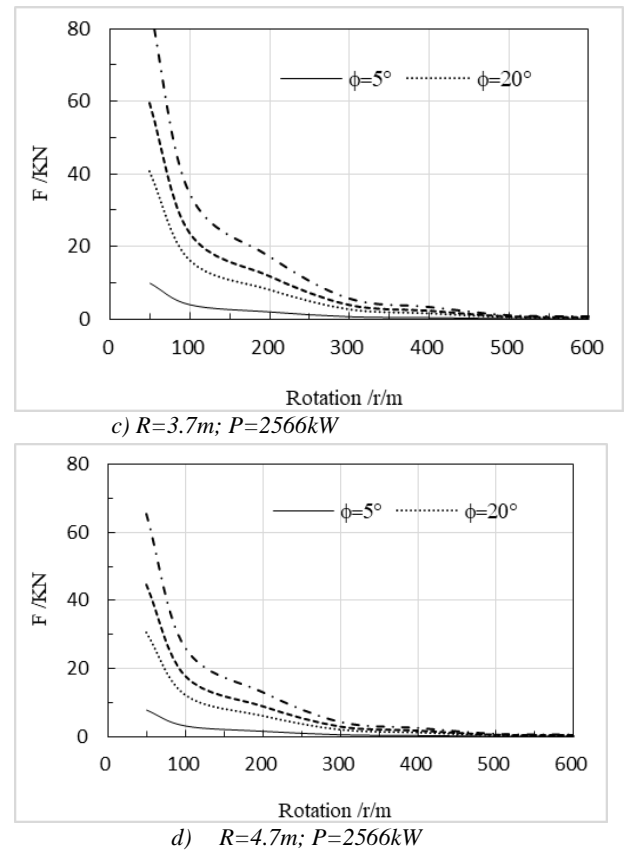 80
60
40
20
0
F /KN
ϕ=5° ϕ=20°
0 100 200 300 400 500 600
Rotation /r/m
c) R=3.7m; P=2566kW
80
60
40
20
0
F /KN
ϕ=5° ϕ=20°
0 100 200 300 400 500 600
Rotation /r/m
d) R=4.7m; P=2566kW